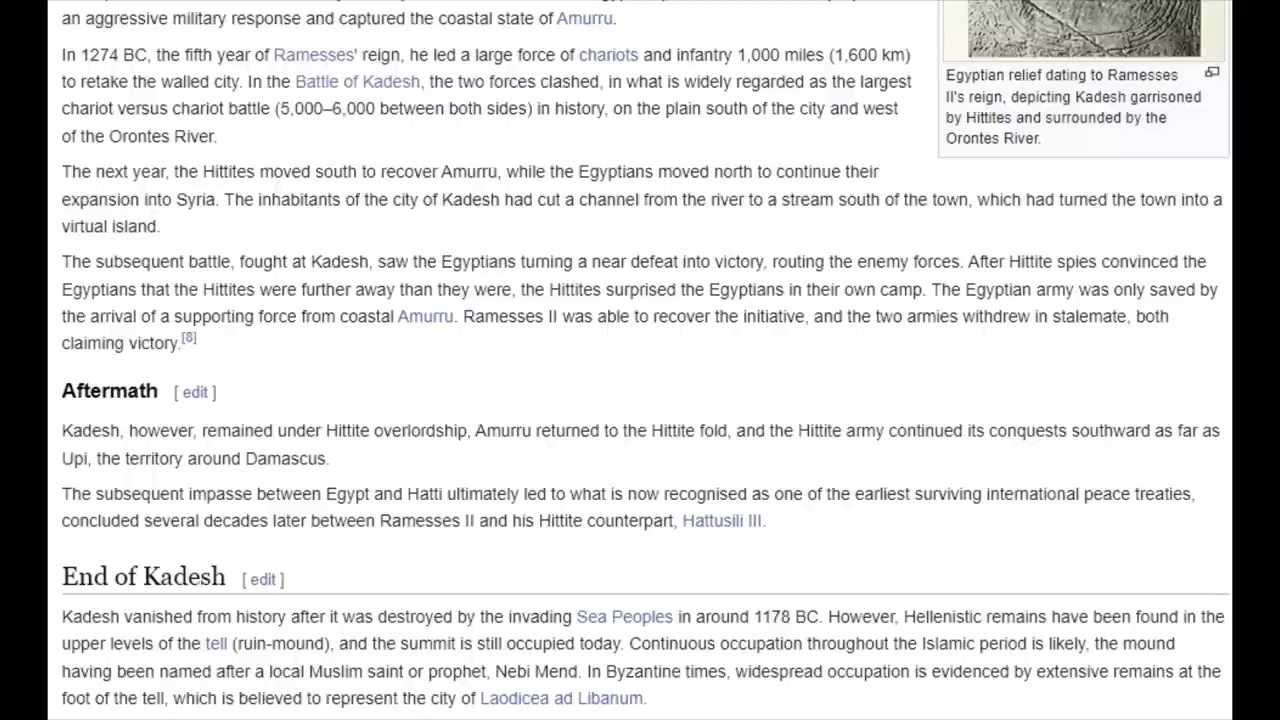 an aggressive military response and captured the coastal state of Amurru.
In 1274 BC, the fifth year of Ramesses' reign, he led a large force of chariots and infantry 1,000 miles (1,600 km)
to retake the walled city. In the Battle of Kadesh, the two forces clashed, in what is widely regarded as the largest
chariot versus chariot battle (5,000–6,000 between both sides) in history, on the plain south of the city and west
of the Orontes River.
Egyptian relief dating to Ramesses
II's reign, depicting Kadesh garrisoned
by Hittites and surrounded by the
Orontes River.
The next year, the Hittites moved south to recover Amurru, while the Egyptians moved north to continue their
expansion into Syria. The inhabitants of the city of Kadesh had cut a channel from the river to a stream south of the town, which had turned the town into a
virtual island.
The subsequent battle, fought at Kadesh, saw the Egyptians turning a near defeat into victory, routing the enemy forces. After Hittite spies convinced the
Egyptians that the Hittites were further away than they were, the Hittites surprised the Egyptians in their own camp. The Egyptian army was only saved by
the arrival of a supporting force from coastal Amurru. Ramesses II was able to recover the initiative, and the two armies withdrew in stalemate, both
claiming victory.[8]
Aftermath [ edit ]
Kadesh, however, remained under Hittite overlordship, Amurru returned to the Hittite fold, and the Hittite army continued its conquests southward as far as
Upi, the territory around Damascus.
The subsequent impasse between Egypt and Hatti ultimately led to what is now recognised as one of the earliest surviving international peace treaties,
concluded several decades later between Ramesses II and his Hittite counterpart, Hattusili III.
End of Kadesh [ edit ]
Kadesh vanished from history after it was destroyed by the invading Sea Peoples in around 1178 BC. However, Hellenistic remains have been found in the
upper levels of the tell (ruin-mound), and the summit is still occupied today. Continuous occupation throughout the Islamic period is likely, the mound
having been named after a local Muslim saint or prophet, Nebi Mend. In Byzantine times, widespread occupation is evidenced by extensive remains at the
foot of the tell, which is believed to represent the city of Laodicea ad Libanum.